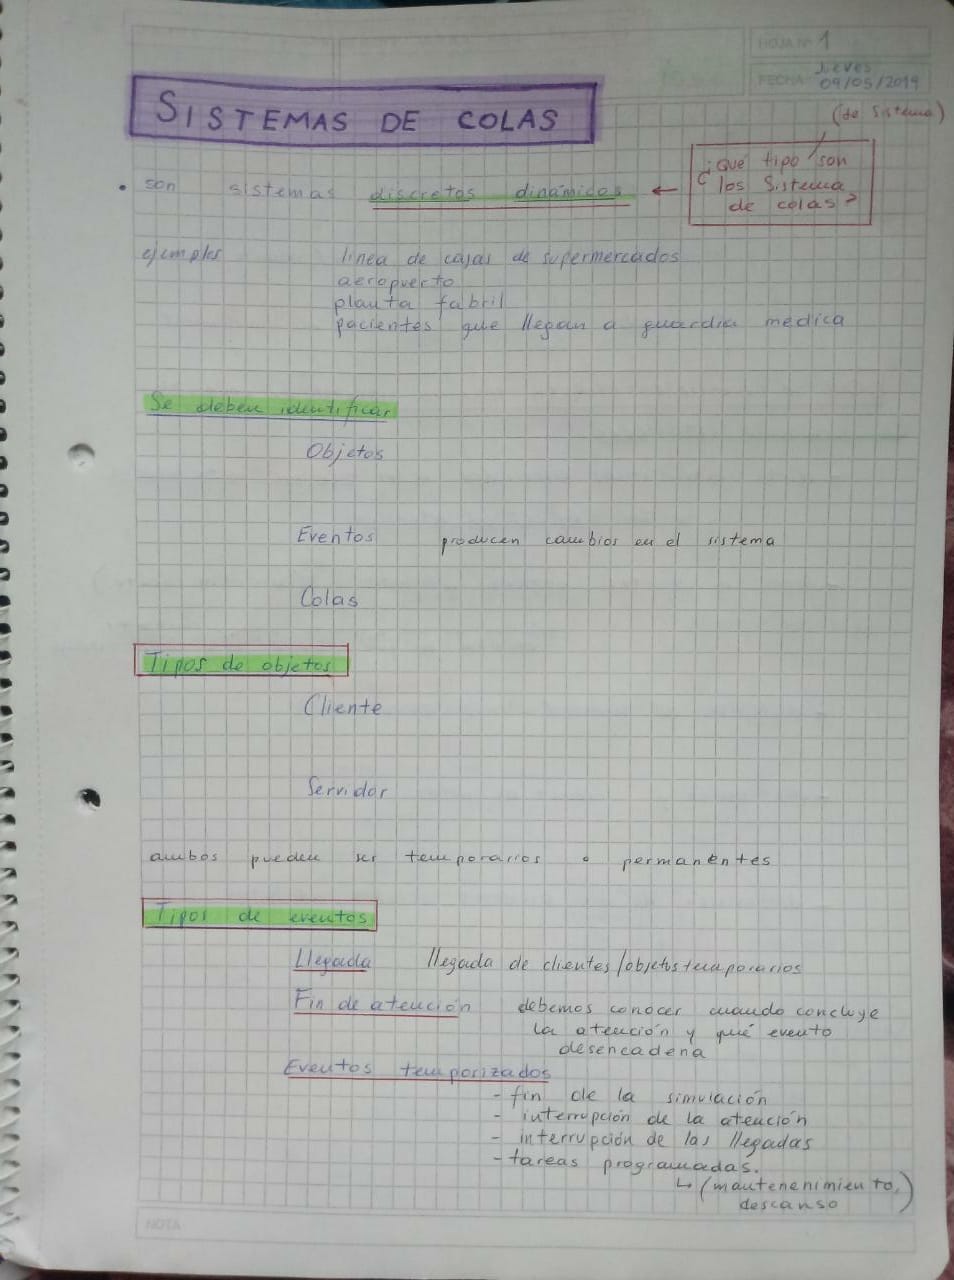 HOJA Nº 1
Jueves
FECHA 09/05/2019
SISTEMAS DE COLAS
(de sistema)
¿Qué tipo son
los Sistema
de colas?
• son sistemas discretos dinámicos ←
ejemplos línea de cajas de supermercados
aeropuerto
planta fabril
pacientes que llegan a guardia médica
Se deben identificar
Objetos
Eventos producen cambios en el sistema
Colas
Tipos de objetos
Cliente
Servidor
ambos pueden ser temporarios o permanentes
Tipos de eventos
Llegada llegada de clientes/objetos temporarios
Fin de atención debemos conocer cuando concluye
la atención y qué evento
desencadena
Eventos temporizados
- fin de la simulación
- interrupción de la atención
- interrupción de las llegadas
- tareas programadas.
↳ (mantenenimiento,)
descanso
NOTA